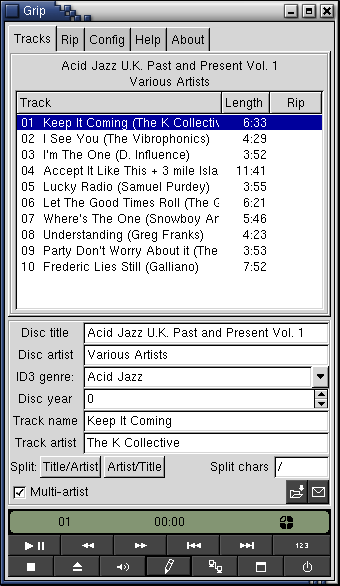 Grip
Tracks Rip Config Help About
Acid Jazz U.K. Past and Present Vol. 1
Various Artists
Track Length Rip
01 Keep It Coming (The K Collectiv 6:33
02 I See You (The Vibrophonics) 4:29
03 I'm The One (D. Influence) 3:52
04 Accept It Like This + 3 mile Isla 11:41
05 Lucky Radio (Samuel Purdey) 3:55
06 Let The Good Times Roll (The G 6:21
07 Where's The One (Snowboy Ar 5:46
08 Understanding (Greg Franks) 4:23
09 Party Don't Worry About it (The 3:53
10 Frederic Lies Still (Galliano) 7:52
Disc title Acid Jazz U.K. Past and Present Vol. 1
Disc artist Various Artists
ID3 genre: Acid Jazz
Disc year 0
Track name Keep It Coming
Track artist The K Collective
Split: Title/Artist Artist/Title Split chars /
Multi-artist
01 00:00
123